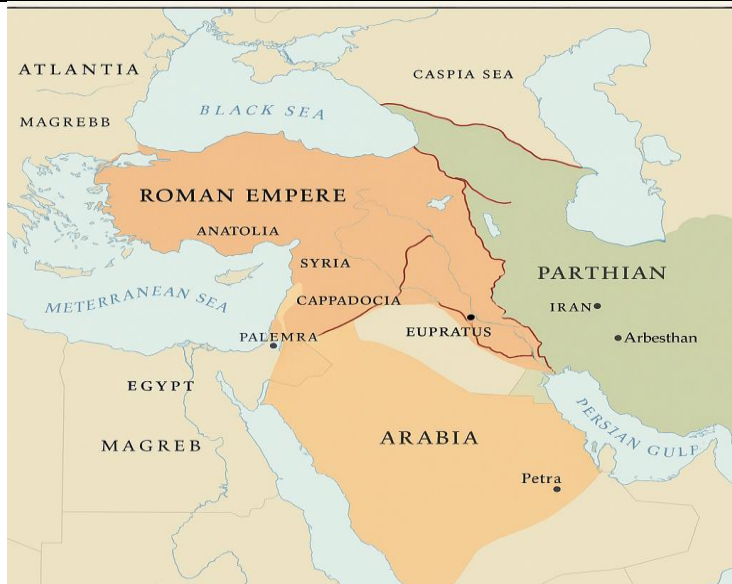 ATLANTIA
CASPIA SEA
BLACK SEA
MAGREBB
ROMAN EMPERE
ANATOLIA
SYRIA
PARTHIAN
METERRANEAN SEA
CAPPADOCIA
IRAN
PALEMRA
EUPRATUS
Arbesthan
EGYPT
PERSIAN GULF
MAGREB
ARABIA
Petra